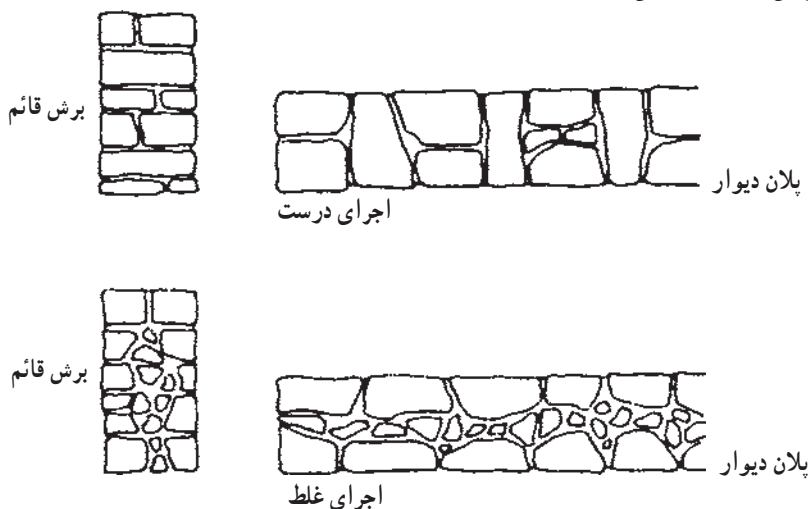 برش قائم
پلان دیوار
اجرای درست
برش قائم
پلان دیوار
اجرای غلط